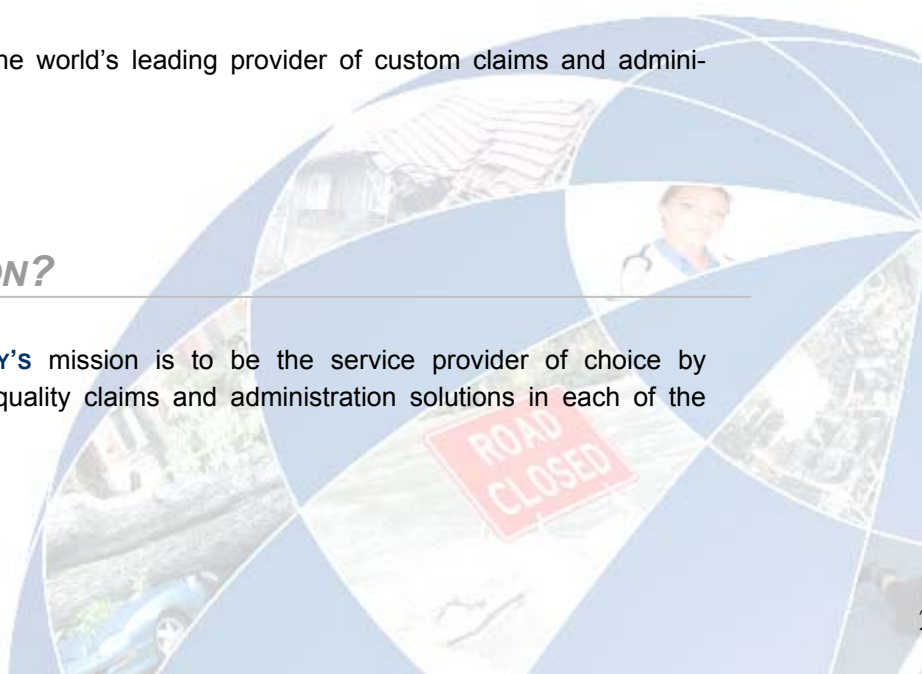 he world's leading provider of custom claims and admini-
ON?
Y'S mission is to be the service provider of choice by
quality claims and administration solutions in each of the
ROAD
CLOSED